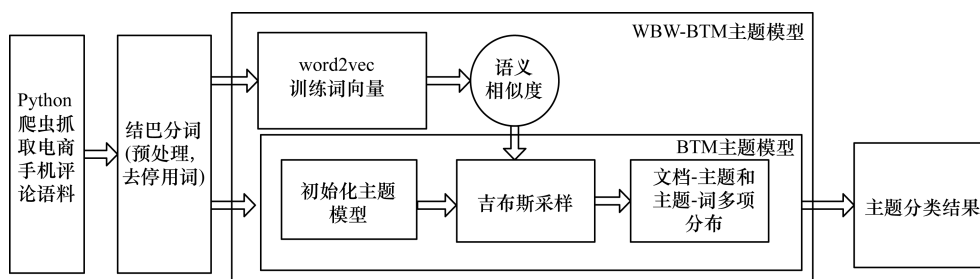 Python
爬虫抓
取电商
手机评
论语料
结巴分词
(预处理,
去停用词)
WBW-BTM主题模型
word2vec
训练词向量
语义
相似度
BTM主题模型
初始化主题
模型
吉布斯采样
文档-主题和
主题-词多项
分布
主题分类结果